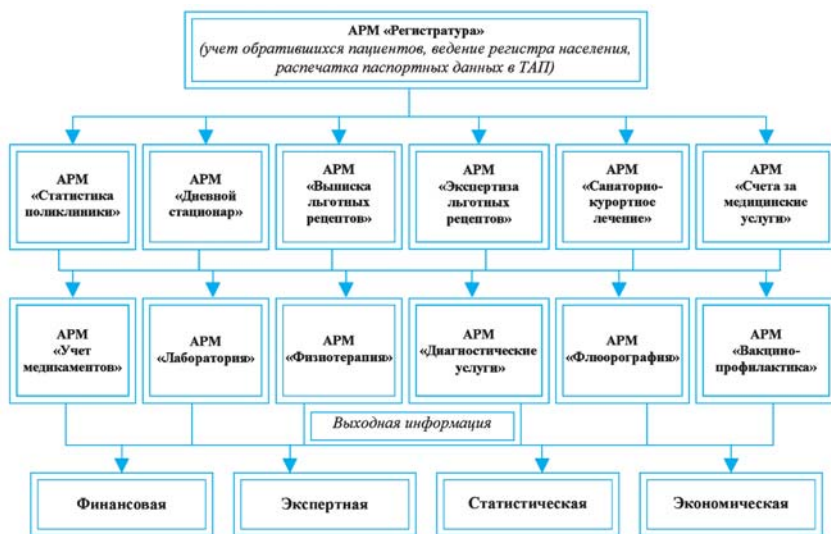 АРМ «Регистратура»
(учет обратившихся пациентов, ведение регистра населения,
распечатка паспортных данных в ТАП)
АРМ
«Статистика
поликлиники»
АРМ
«Дневной
стационар»
АРМ
«Выписка
льготных
рецептов»
АРМ
«Экспертиза
льготных
рецептов»
АРМ
«Санаторно-
курортное
лечение»
АРМ
«Счета за
медицинские
услуги»
АРМ
«Учет
медикаментов»
АРМ
«Лаборатория»
АРМ
«Физиотерапия»
АРМ
«Диагностические
услуги»
АРМ
«Флюорография»
АРМ
«Вакцино-
профилактика»
Выходная информация
Финансовая
Экспертная
Статистическая
Экономическая